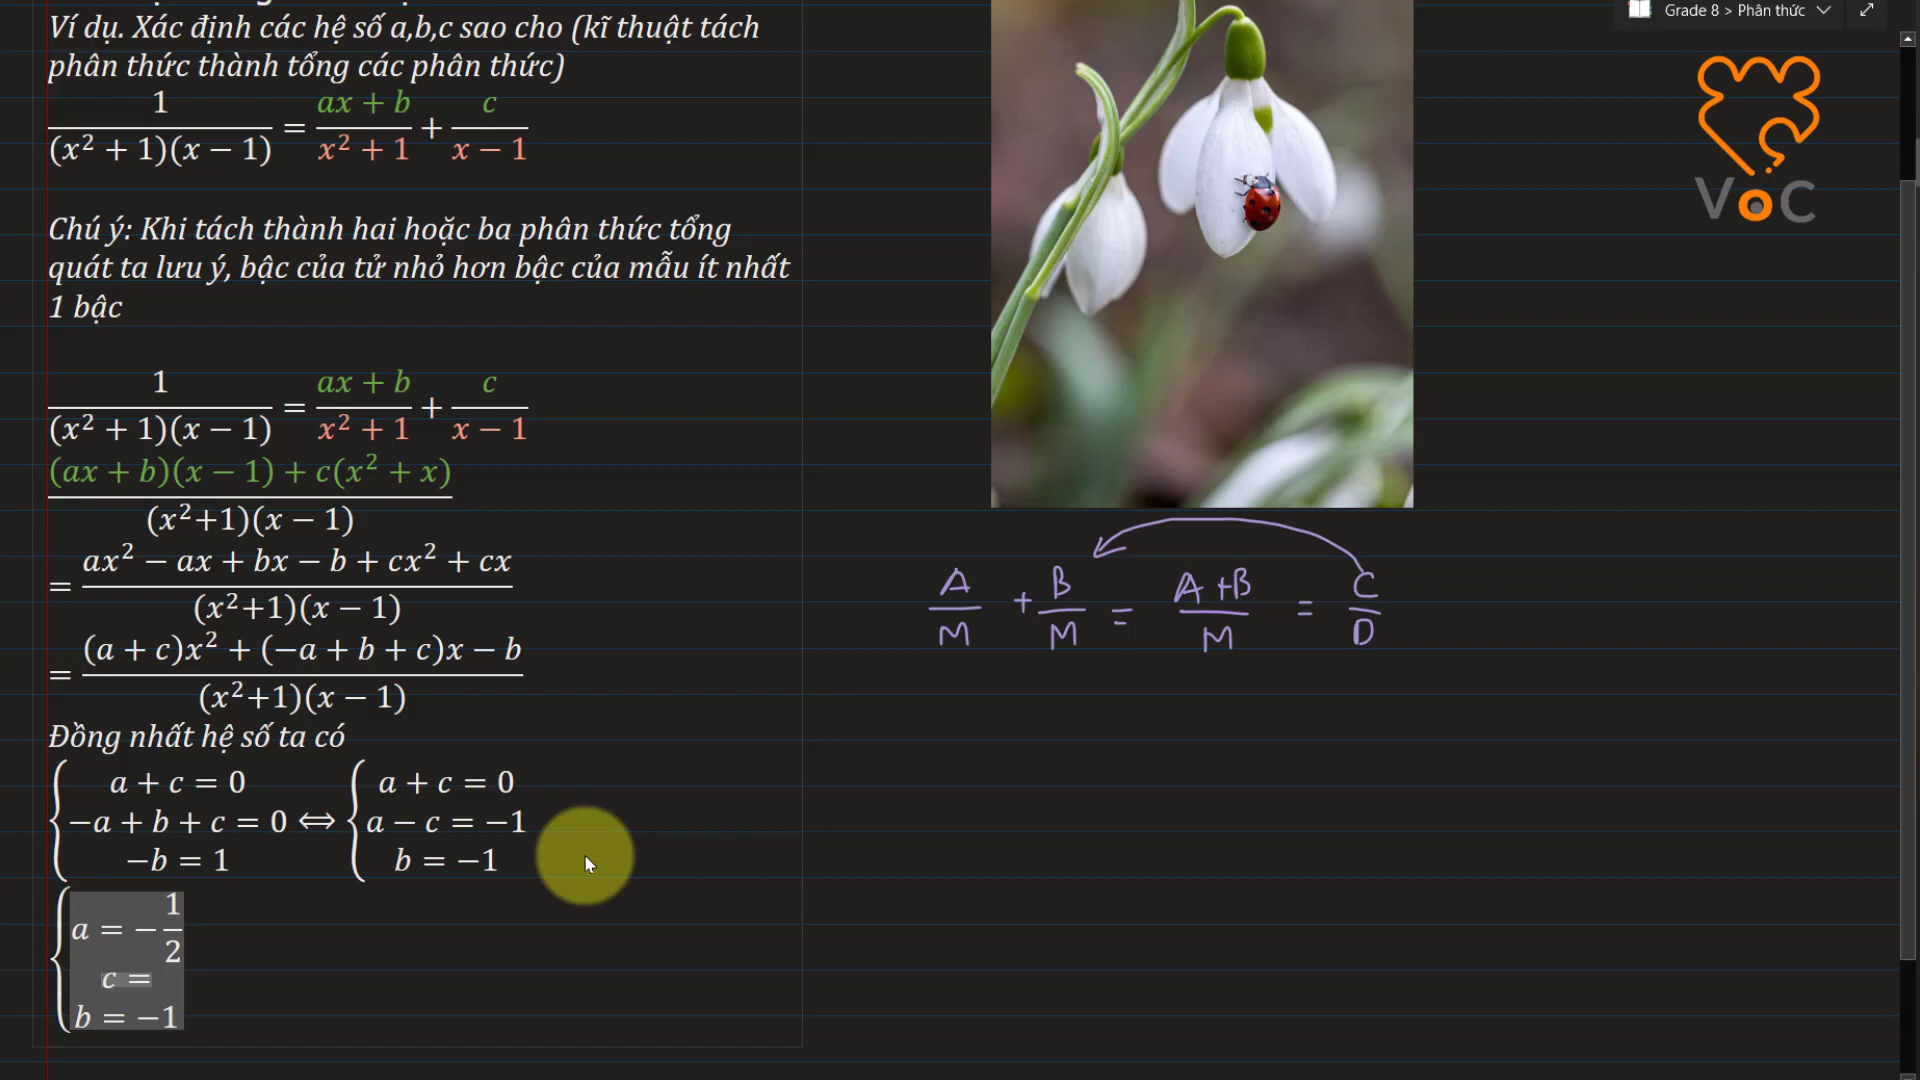 Grade 8 > Phân thức
Ví dụ. Xác định các hệ số a,b,c sao cho (kĩ thuật tách
phân thức thành tổng các phân thức)
1/((x² + 1)(x − 1)) = (ax + b)/(x² + 1) + c/(x − 1)
Chú ý: Khi tách thành hai hoặc ba phân thức tổng
quát ta lưu ý, bậc của tử nhỏ hơn bậc của mẫu ít nhất
1 bậc
1/((x² + 1)(x − 1)) = (ax + b)/(x² + 1) + c/(x − 1)
((ax + b)(x − 1) + c(x² + x))/((x²+1)(x − 1))
= (ax² − ax + bx − b + cx² + cx)/((x²+1)(x − 1))
= ((a + c)x² + (−a + b + c)x − b)/((x²+1)(x − 1))
Đồng nhất hệ số ta có
{ a + c = 0
−a + b + c = 0
−b = 1
⟺
{ a + c = 0
a − c = −1
b = −1
{ a = −1/2
c =
b = −1
A/M + B/M = A+B/M = C/D
VoC